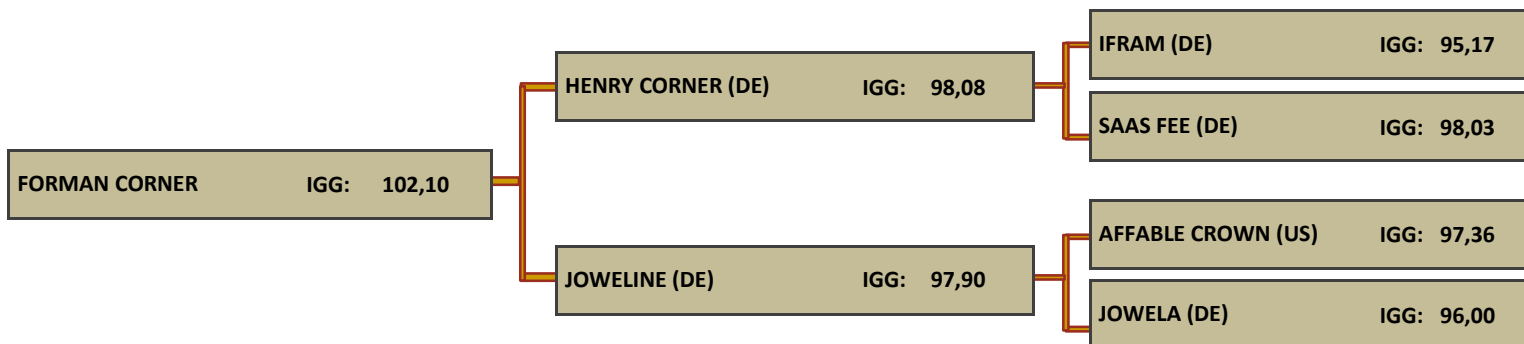 IFRAM (DE) IGG: 95,17
HENRY CORNER (DE) IGG: 98,08
SAAS FEE (DE) IGG: 98,03
FORMAN CORNER IGG: 102,10
AFFABLE CROWN (US) IGG: 97,36
JOWELINE (DE) IGG: 97,90
JOWELA (DE) IGG: 96,00